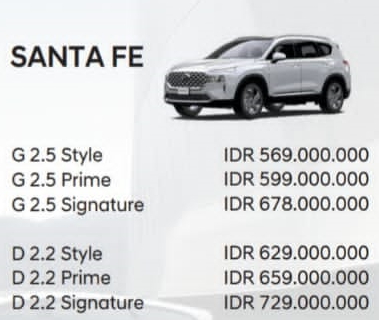 SANTA FE
G 2.5 Style IDR 569.000.000
G 2.5 Prime IDR 599.000.000
G 2.5 Signature IDR 678.000.000
D 2.2 Style IDR 629.000.000
D 2.2 Prime IDR 659.000.000
D 2.2 Signature IDR 729.000.000